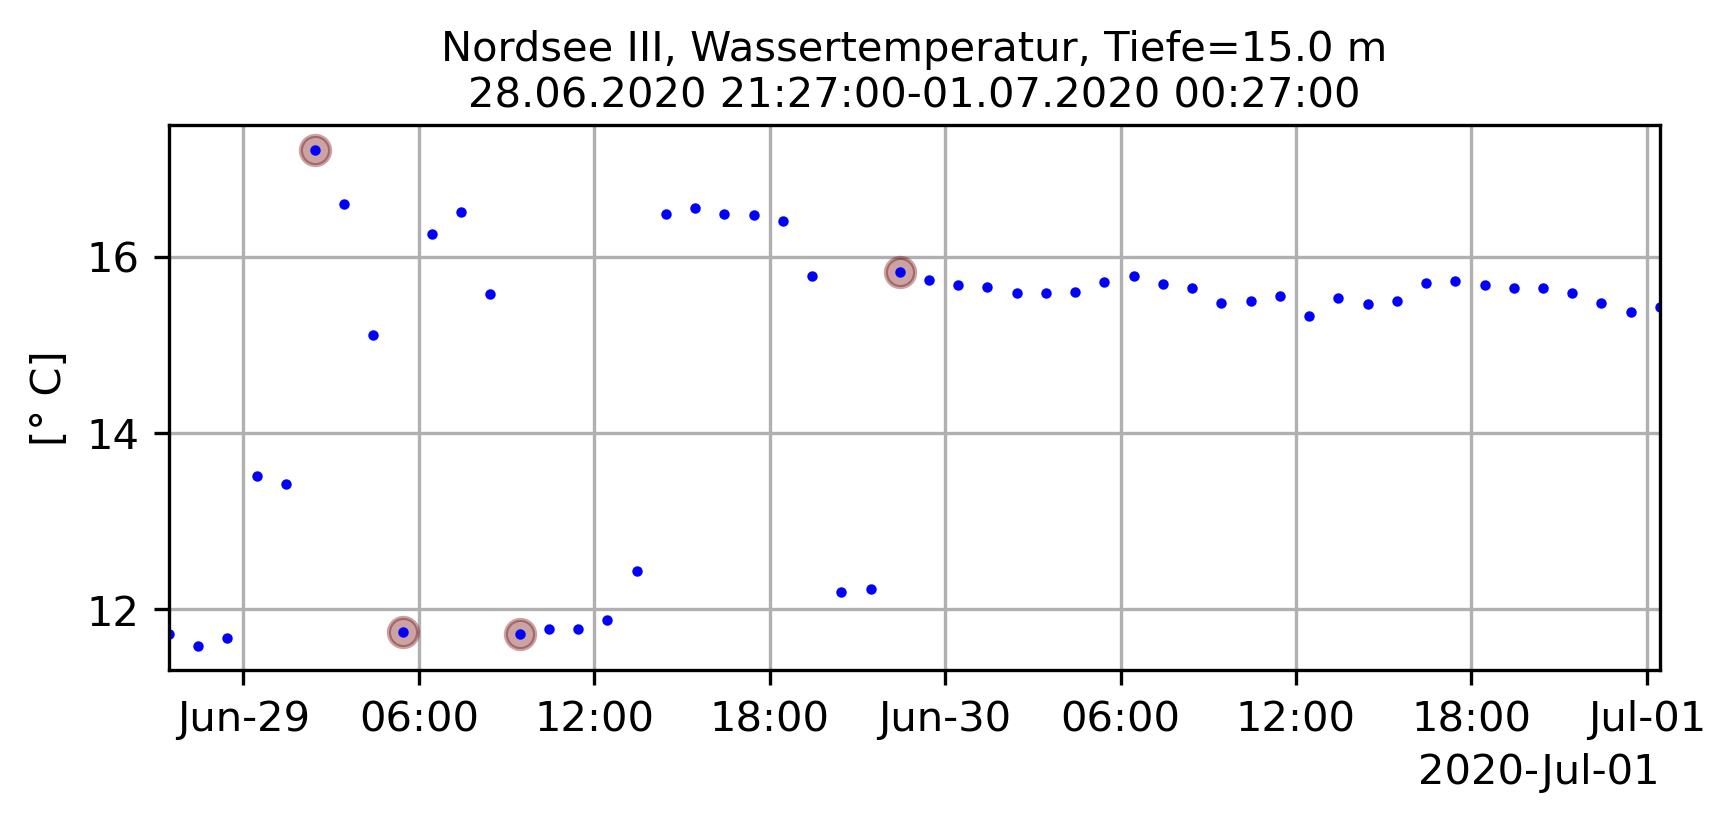 Nordsee III, Wassertemperatur, Tiefe=15.0 m
28.06.2020 21:27:00-01.07.2020 00:27:00
[° C]
16
14
12
Jun-29 06:00 12:00 18:00 Jun-30 06:00 12:00 18:00 Jul-01
2020-Jul-01